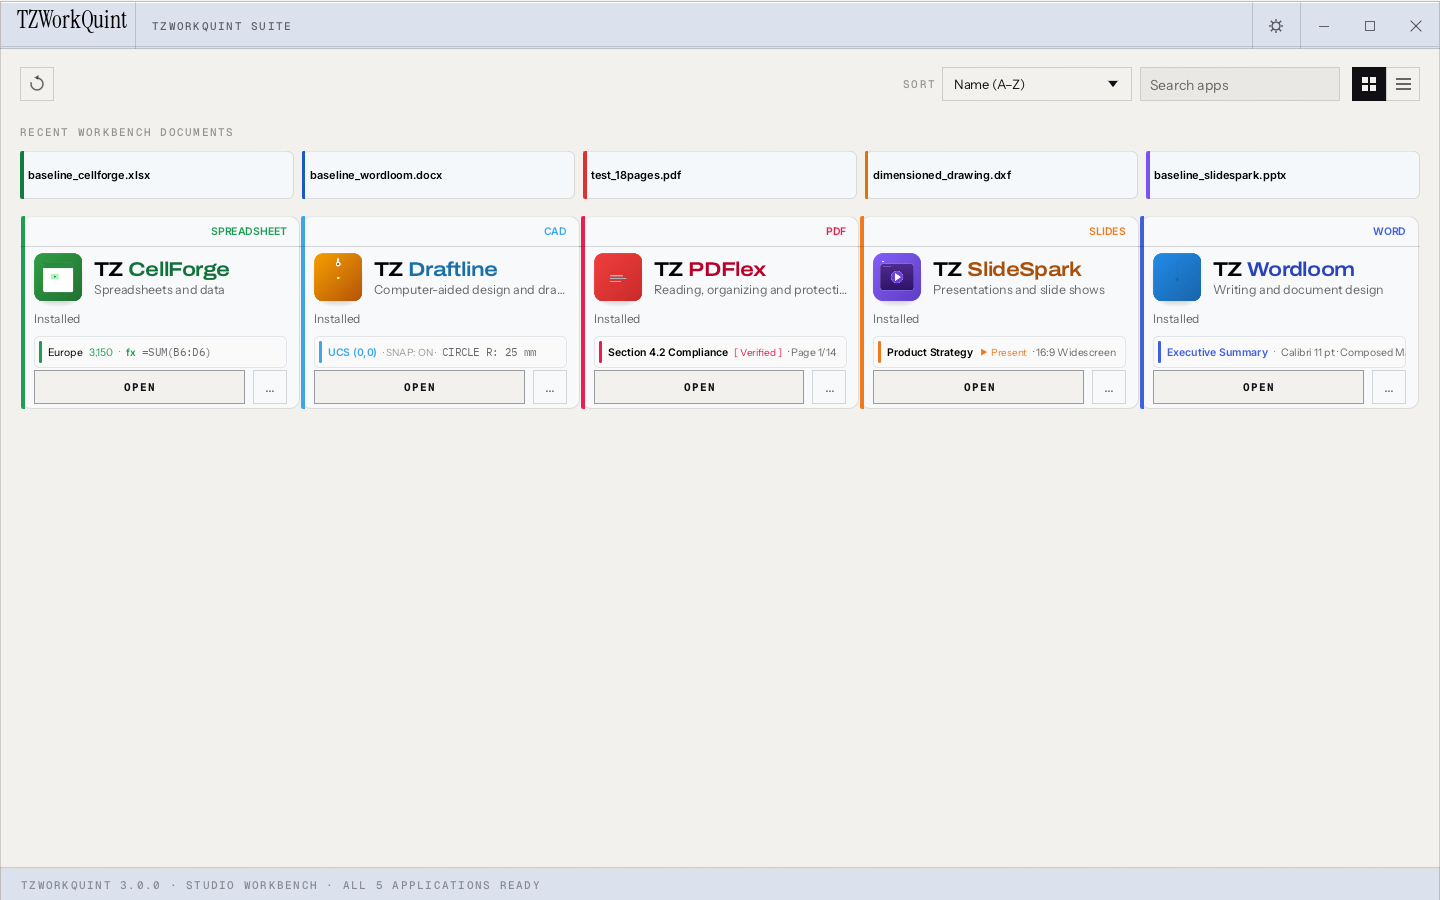 TZWorkQuint
TZWORKQUINT SUITE
SORT
Name (A–Z)
Search apps
RECENT WORKBENCH DOCUMENTS
baseline_cellforge.xlsx
baseline_wordloom.docx
test_18pages.pdf
dimensioned_drawing.dxf
baseline_slidespark.pptx
SPREADSHEET
TZ CellForge
Spreadsheets and data
Installed
Europe 3,150 · fx =SUM(B6:D6)
OPEN
...
CAD
TZ Draftline
Computer-aided design and dra...
Installed
UCS (0,0) · SNAP: ON · CIRCLE R: 25 mm
OPEN
...
PDF
TZ PDFlex
Reading, organizing and protecti...
Installed
Section 4.2 Compliance [ Verified ] · Page 1/14
OPEN
...
SLIDES
TZ SlideSpark
Presentations and slide shows
Installed
Product Strategy ▶ Present · 16:9 Widescreen
OPEN
...
WORD
TZ Wordloom
Writing and document design
Installed
Executive Summary · Calibri 11 pt · Composed
OPEN
...
TZWORKQUINT 3.0.0 · STUDIO WORKBENCH · ALL 5 APPLICATIONS READY